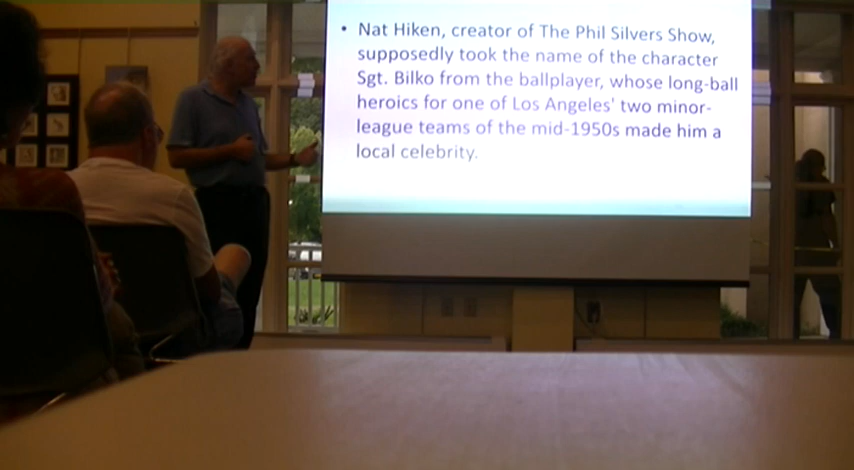 • Nat Hiken, creator of The Phil Silvers Show,
supposedly took the name of the character
Sgt. Bilko from the ballplayer, whose long-ball
heroics for one of Los Angeles' two minor-
league teams of the mid-1950s made him a
local celebrity.